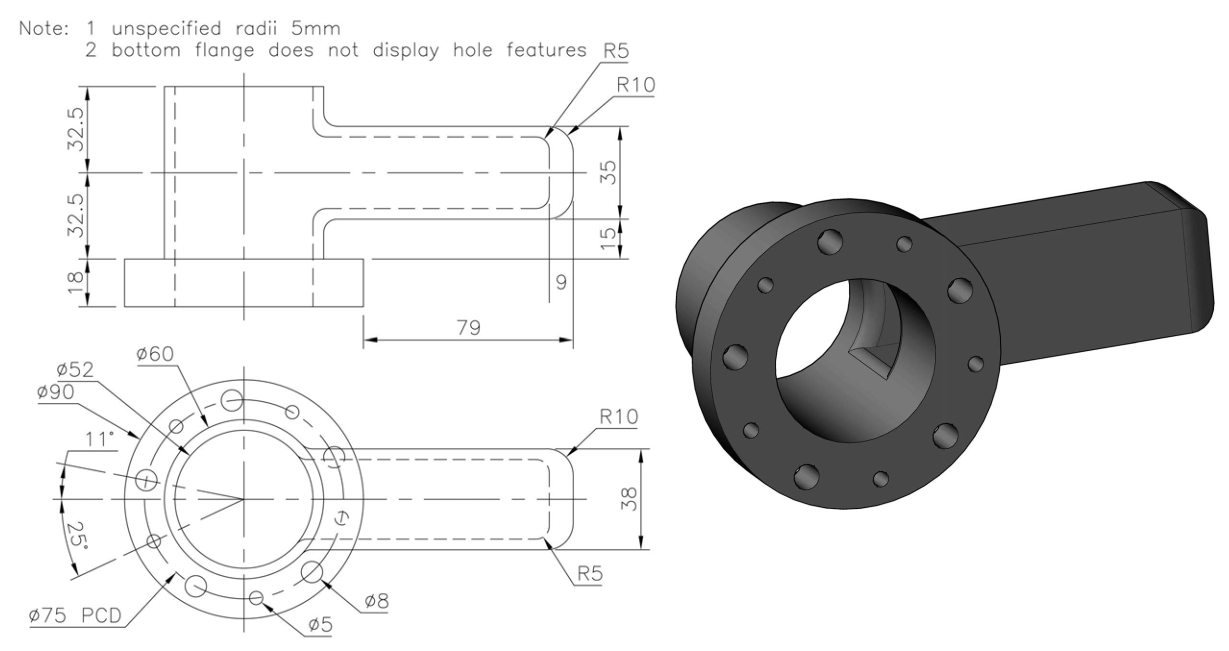 Note: 1 unspecified radii 5mm
2 bottom flange does not display hole features
R5
R10
32.5
35
32.5
15
18
9
79
ø60
ø52
ø90
11°
R10
38
25°
R5
ø75 PCD
ø8
ø5